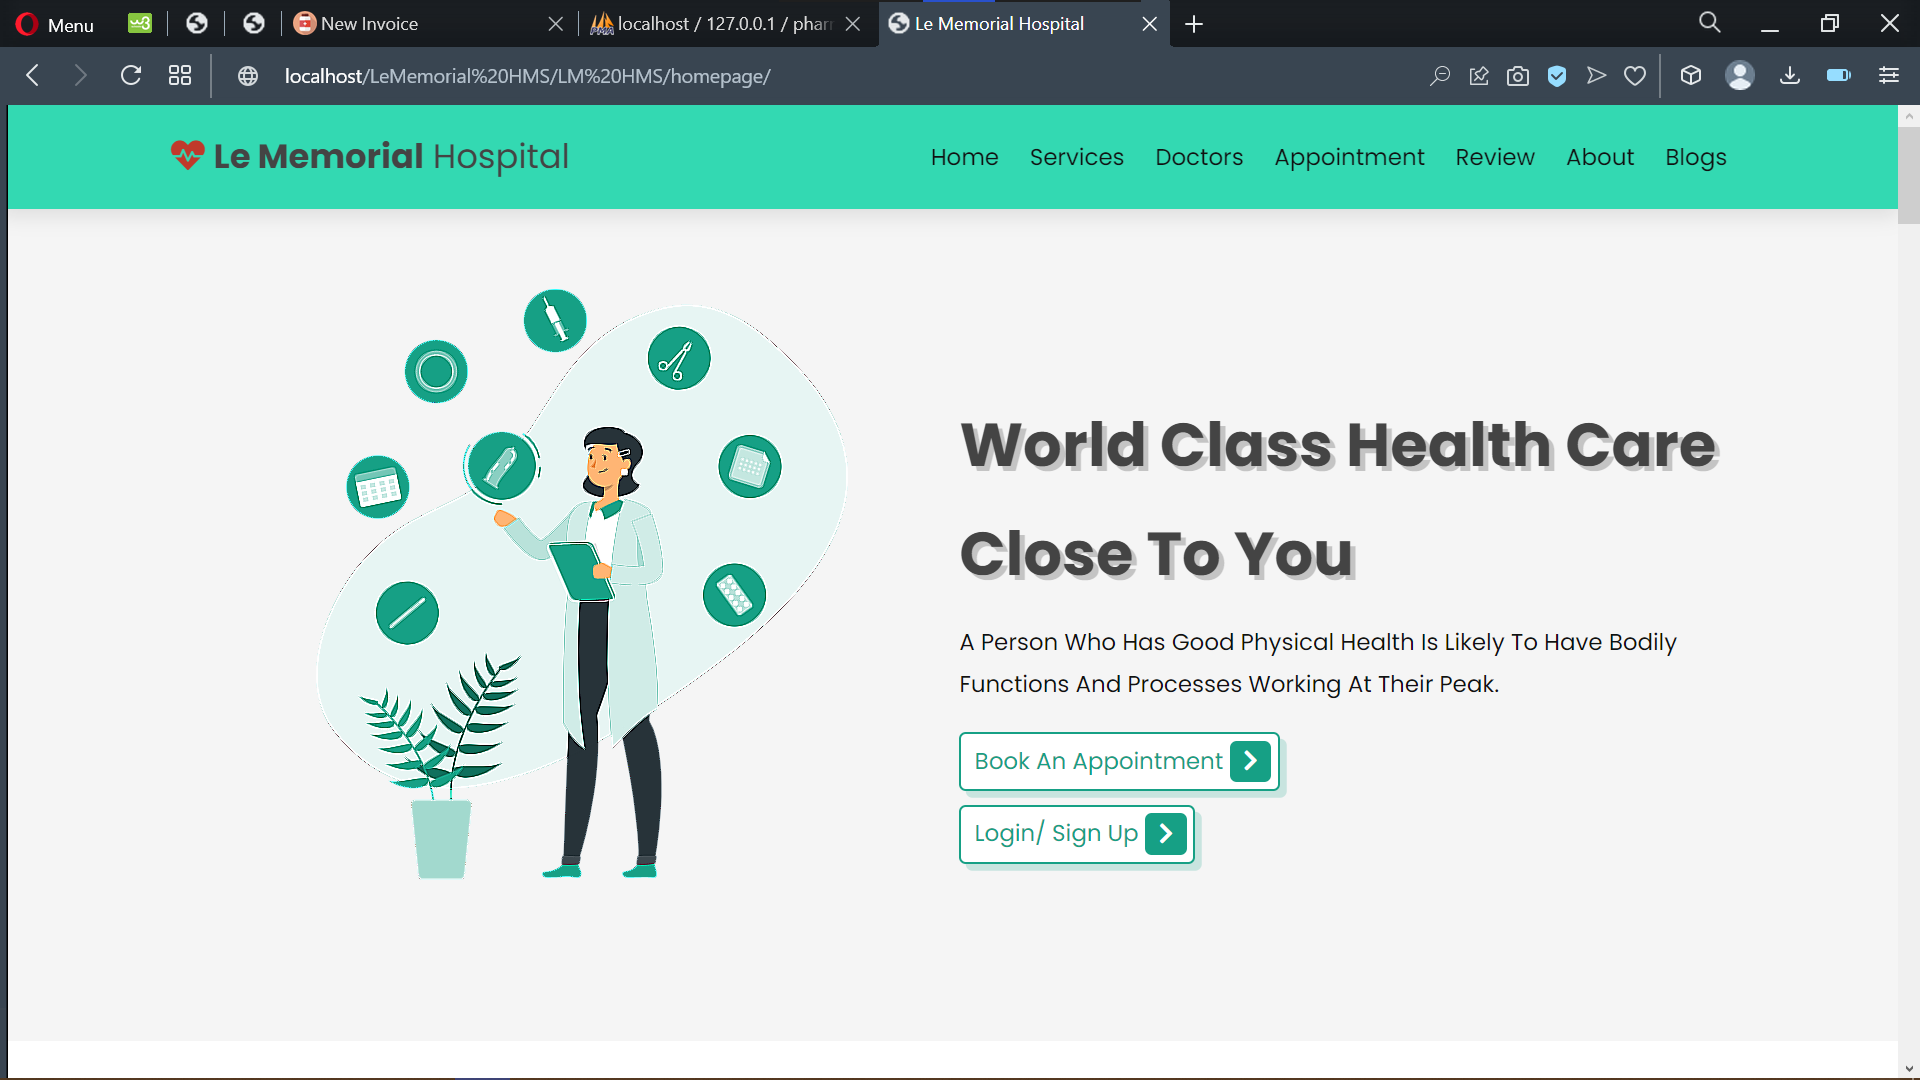 Menu
w3
New Invoice
localhost / 127.0.0.1 / phar
Le Memorial Hospital
localhost/LeMemorial%20HMS/LM%20HMS/homepage/
Le Memorial Hospital
Home Services Doctors Appointment Review About Blogs
World Class Health Care
Close To You
A Person Who Has Good Physical Health Is Likely To Have Bodily
Functions And Processes Working At Their Peak.
Book An Appointment
Login/ Sign Up